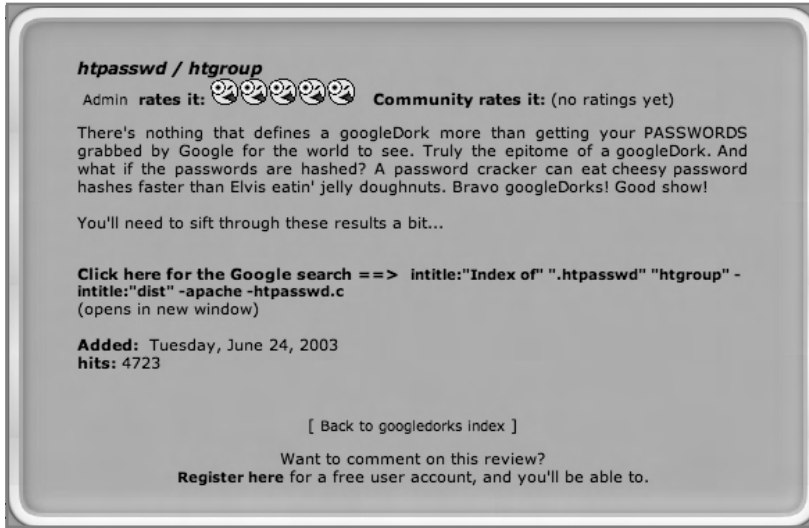 htpasswd / htgroup
Admin rates it: Community rates it: (no ratings yet)
There's nothing that defines a googleDork more than getting your PASSWORDS
grabbed by Google for the world to see. Truly the epitome of a googleDork. And
what if the passwords are hashed? A password cracker can eat cheesy password
hashes faster than Elvis eatin' jelly doughnuts. Bravo googleDorks! Good show!
You'll need to sift through these results a bit...
Click here for the Google search ==> intitle:"Index of" ".htpasswd" "htgroup" -
intitle:"dist" -apache -htpasswd.c
(opens in new window)
Added: Tuesday, June 24, 2003
hits: 4723
[ Back to googledorks index ]
Want to comment on this review?
Register here for a free user account, and you'll be able to.